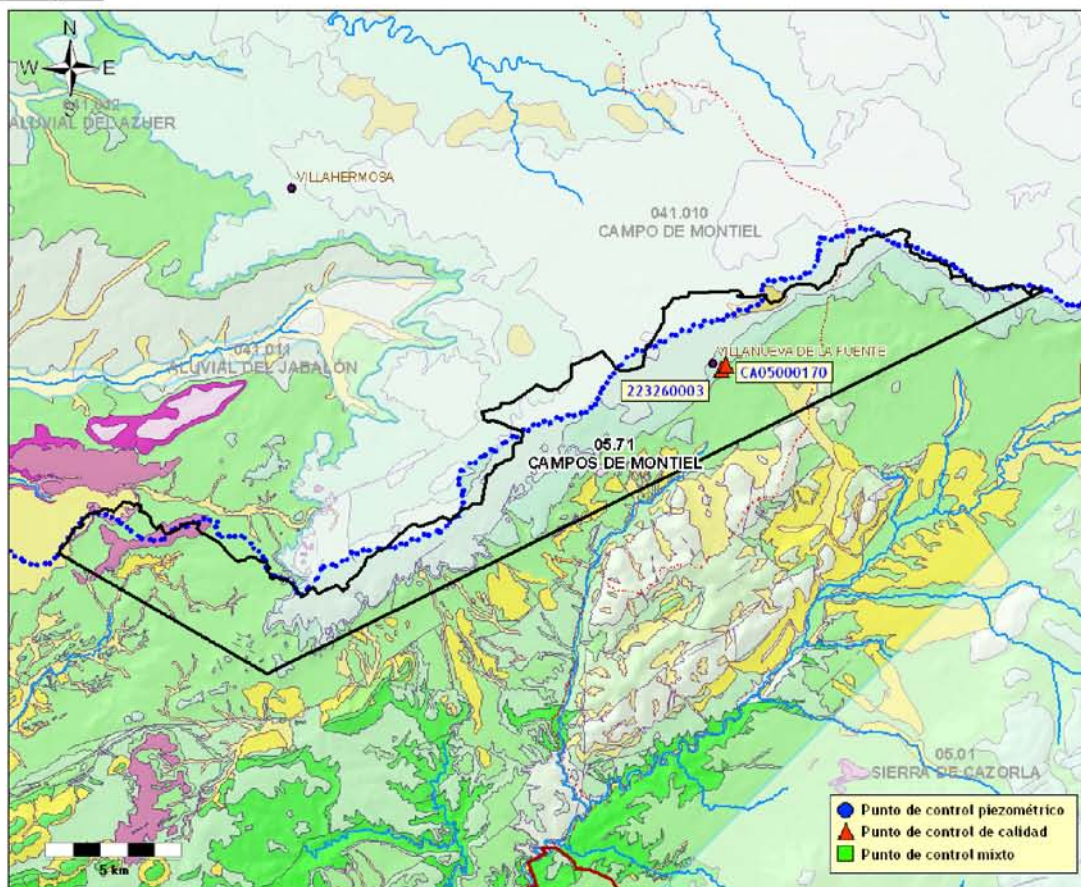 N
W E
S
041.012
ALUVIAL DEL AZUER
VILLAHERMOSA
041.010
CAMPO DE MONTIEL
041.011
ALUVIAL DEL JABALÓN
VILLANUEVA DE LA FUENTE
CA05000170
223260003
05.71
CAMPOS DE MONTIEL
05.01
SIERRA DE CAZORLA
Punto de control piezométrico
Punto de control de calidad
Punto de control mixto
5 km